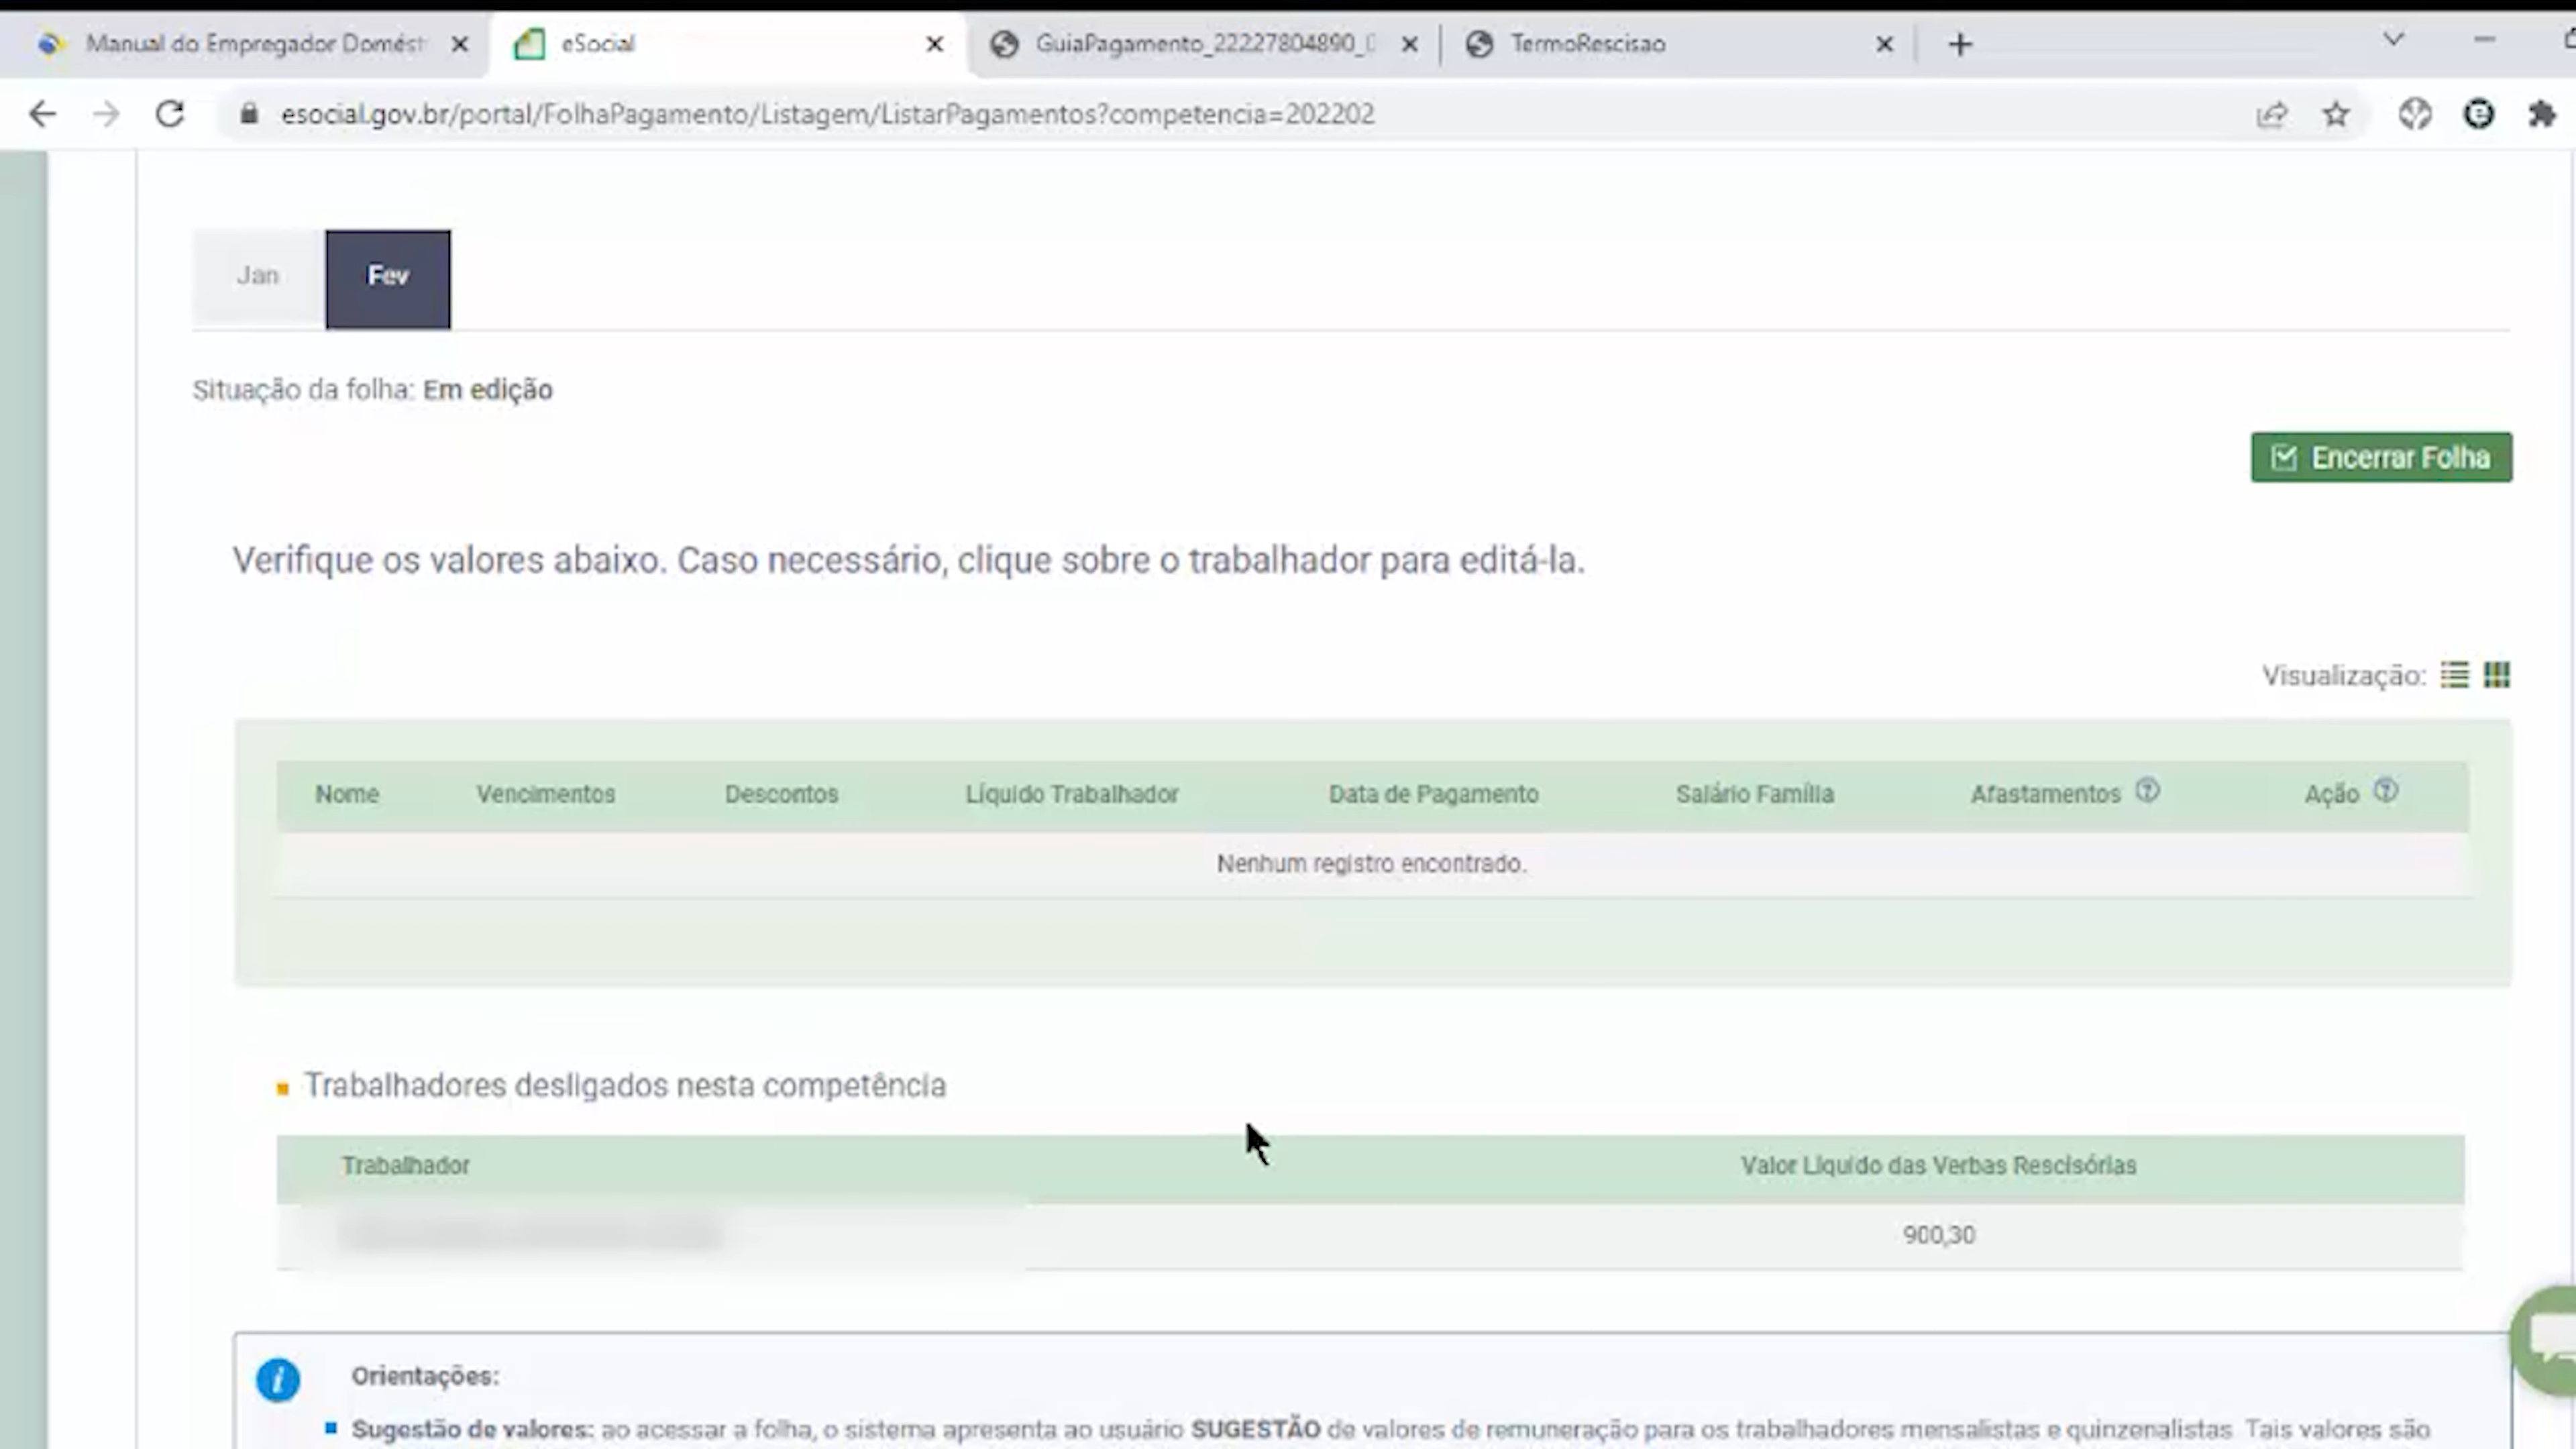 Manual do Empregador Domést
eSocial
GuiaPagamento_22227804890_0
TermoRescisao
esocial.gov.br/portal/FolhaPagamento/Listagem/ListarPagamentos?competencia=202202
Jan
Fev
Situação da folha: Em edição
Encerrar Folha
Verifique os valores abaixo. Caso necessário, clique sobre o trabalhador para editá-la.
Visualização:
Nome Vencimentos Descontos Líquido Trabalhador Data de Pagamento Salário Família Afastamentos Ação
Nenhum registro encontrado.
Trabalhadores desligados nesta competência
Trabalhador Valor Líquido das Verbas Rescisórias
900,30
Orientações:
Sugestão de valores: ao acessar a folha, o sistema apresenta ao usuário SUGESTÃO de valores de remuneração para os trabalhadores mensalistas e quinzenalistas. Tais valores são